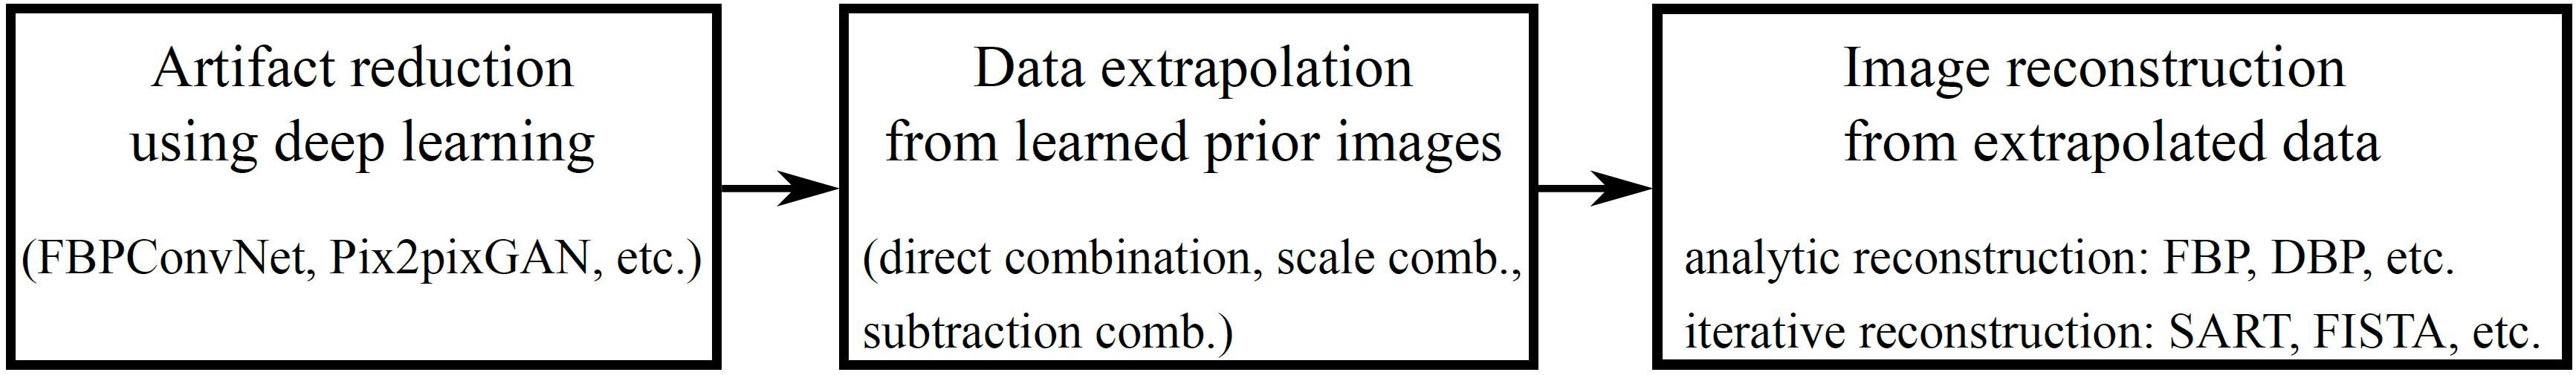 Artifact reduction
using deep learning
(FBPConvNet, Pix2pixGAN, etc.)
Data extrapolation
from learned prior images
(direct combination, scale comb.,
subtraction comb.)
Image reconstruction
from extrapolated data
analytic reconstruction: FBP, DBP, etc.
iterative reconstruction: SART, FISTA, etc.